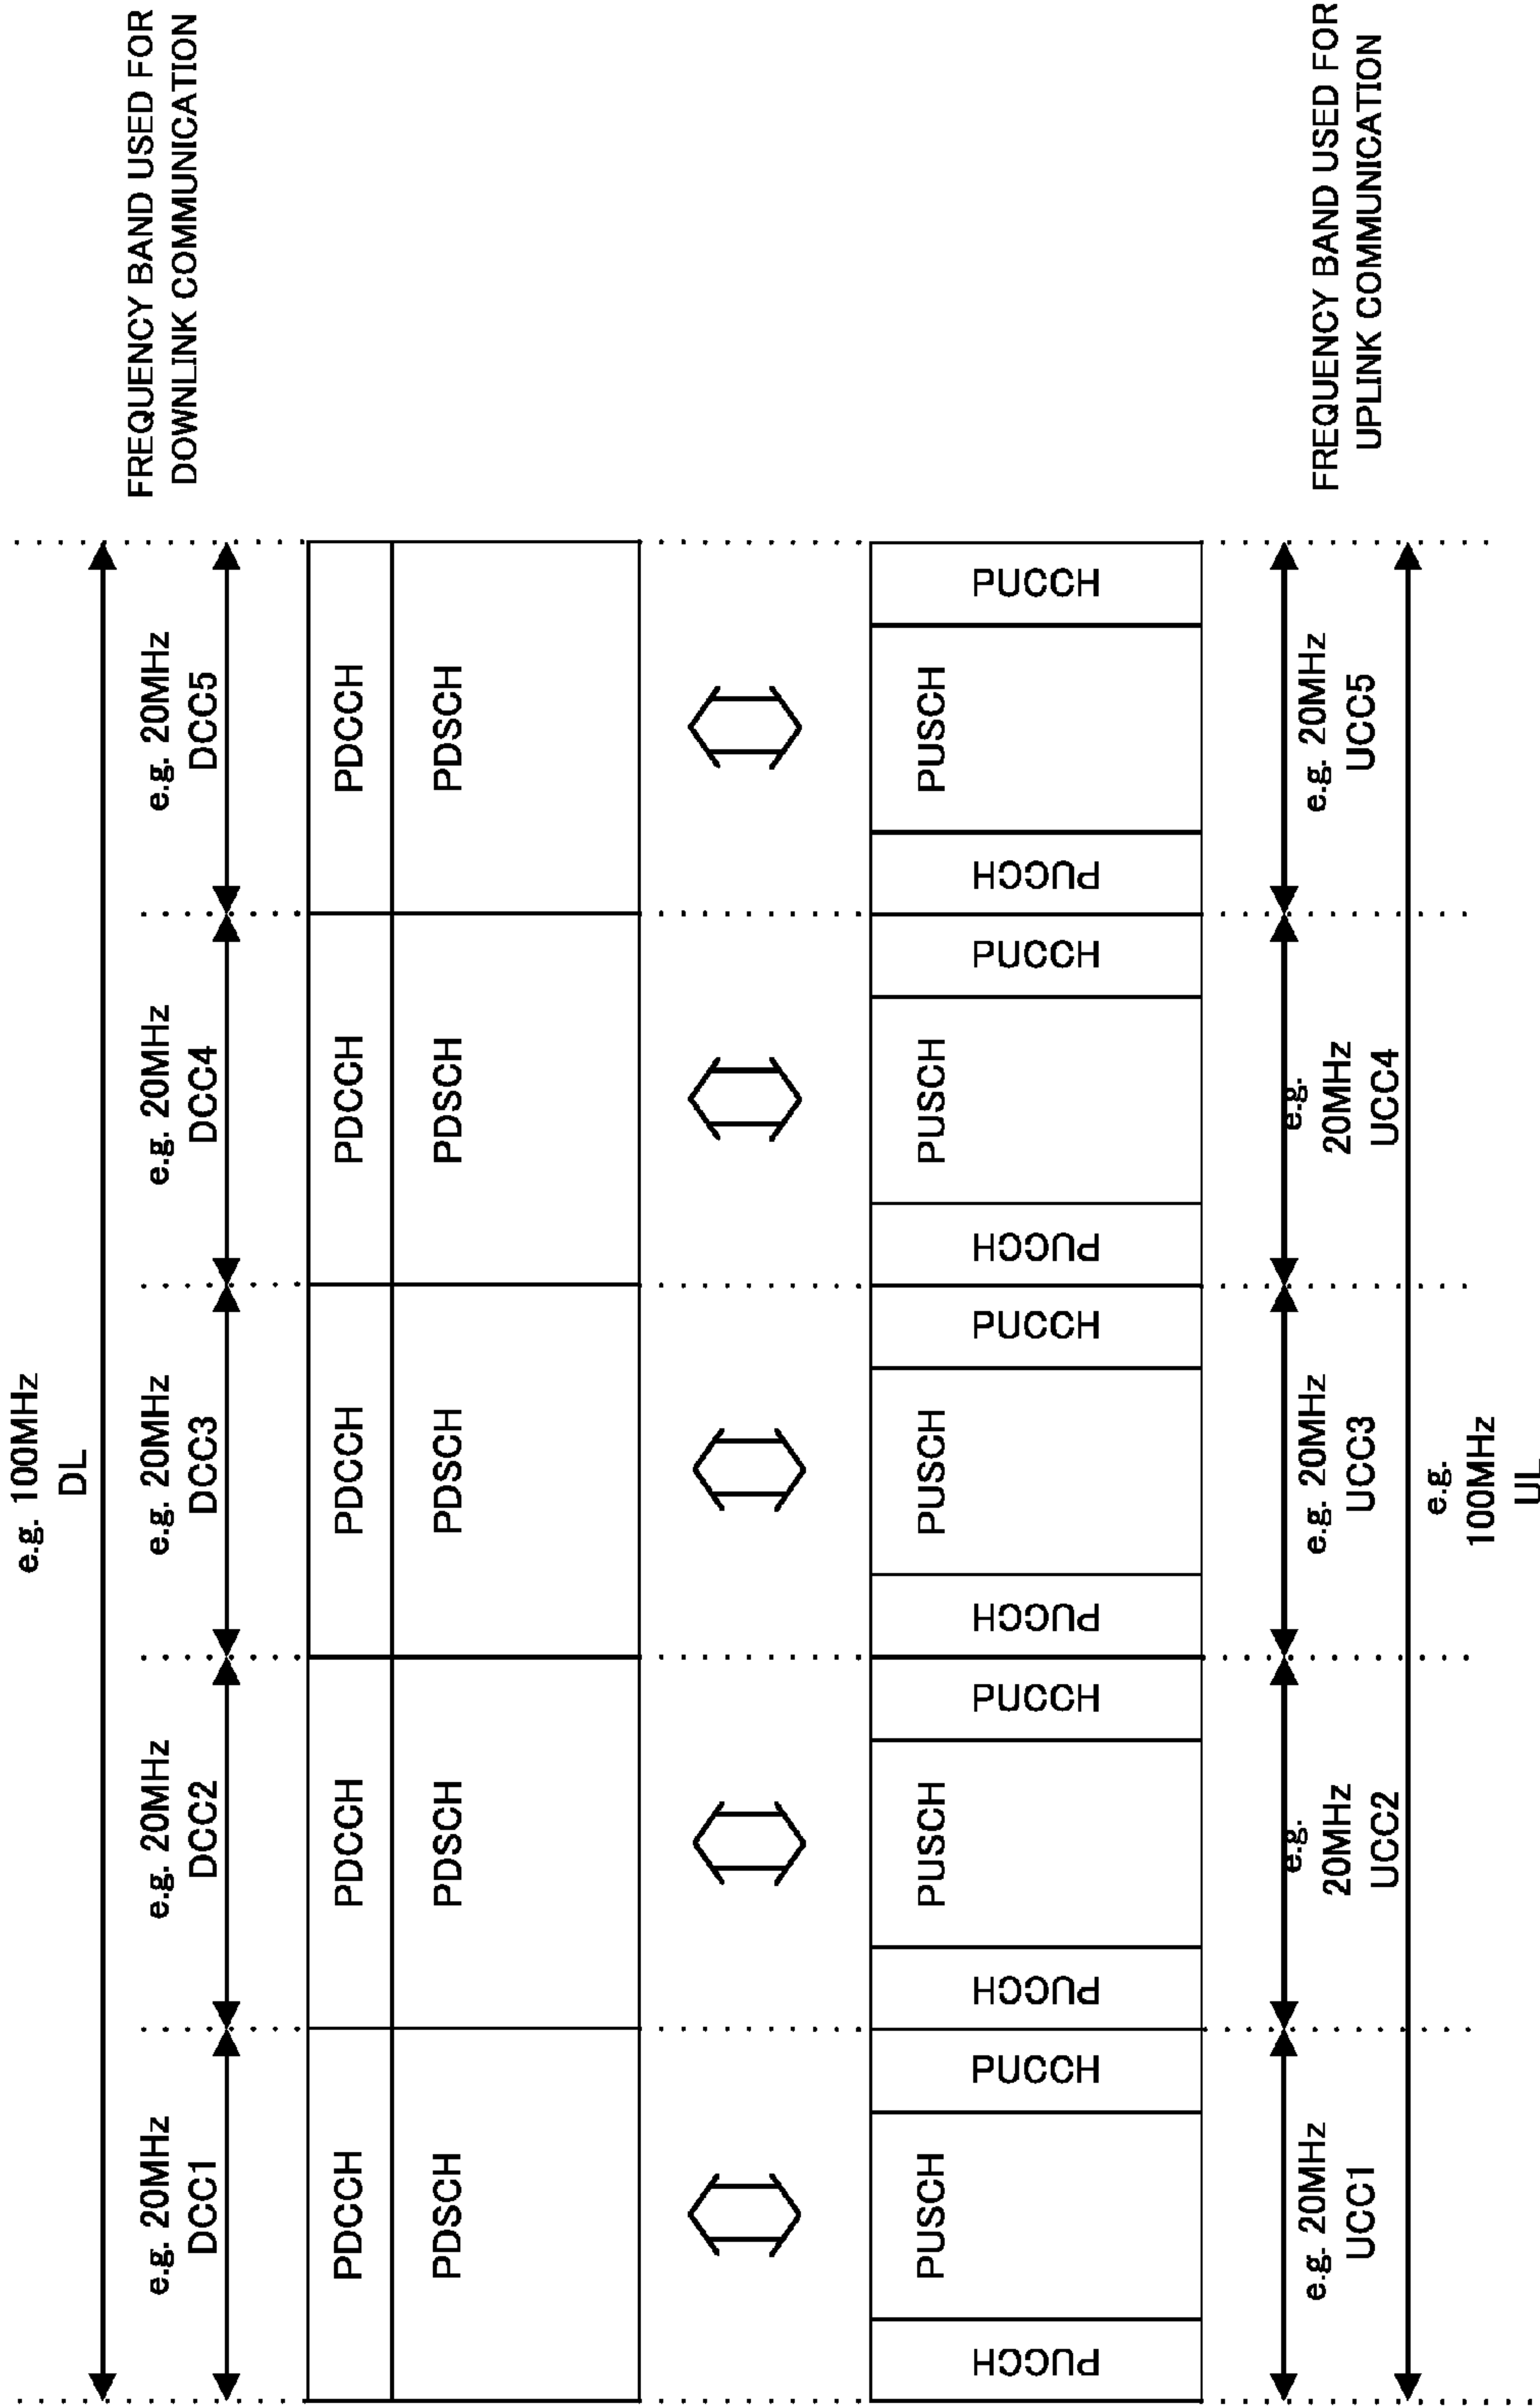 e.g. 100MHz
DL
FREQUENCY BAND USED FOR
DOWNLINK COMMUNICATION
e.g. 20MHz
DCC1
e.g. 20MHz
DCC2
e.g. 20MHz
DCC3
e.g. 20MHz
DCC4
e.g. 20MHz
DCC5
PDCCH
PDCCH
PDCCH
PDCCH
PDCCH
PDSCH
PDSCH
PDSCH
PDSCH
PDSCH
PUCCH
PUSCH
PUCCH
PUCCH
PUSCH
PUCCH
PUCCH
PUSCH
PUCCH
PUCCH
PUSCH
PUCCH
PUCCH
PUSCH
PUCCH
e.g. 20MHz
UCC1
e.g.
20MHz
UCC2
e.g. 20MHz
UCC3
e.g.
20MHz
UCC4
e.g. 20MHz
UCC5
FREQUENCY BAND USED FOR
UPLINK COMMUNICATION
e.g.
100MHz
UL